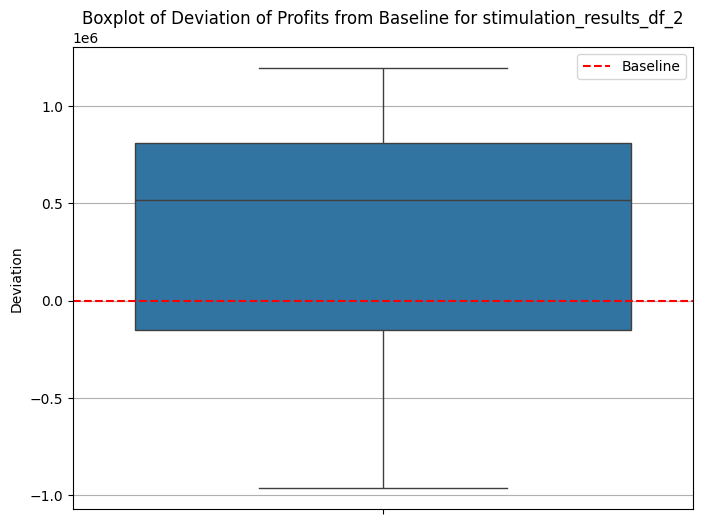 Boxplot of Deviation of Profits from Baseline for stimulation_results_df_2
1e6
Baseline
1.0
0.5
0.0
−0.5
−1.0
Deviation